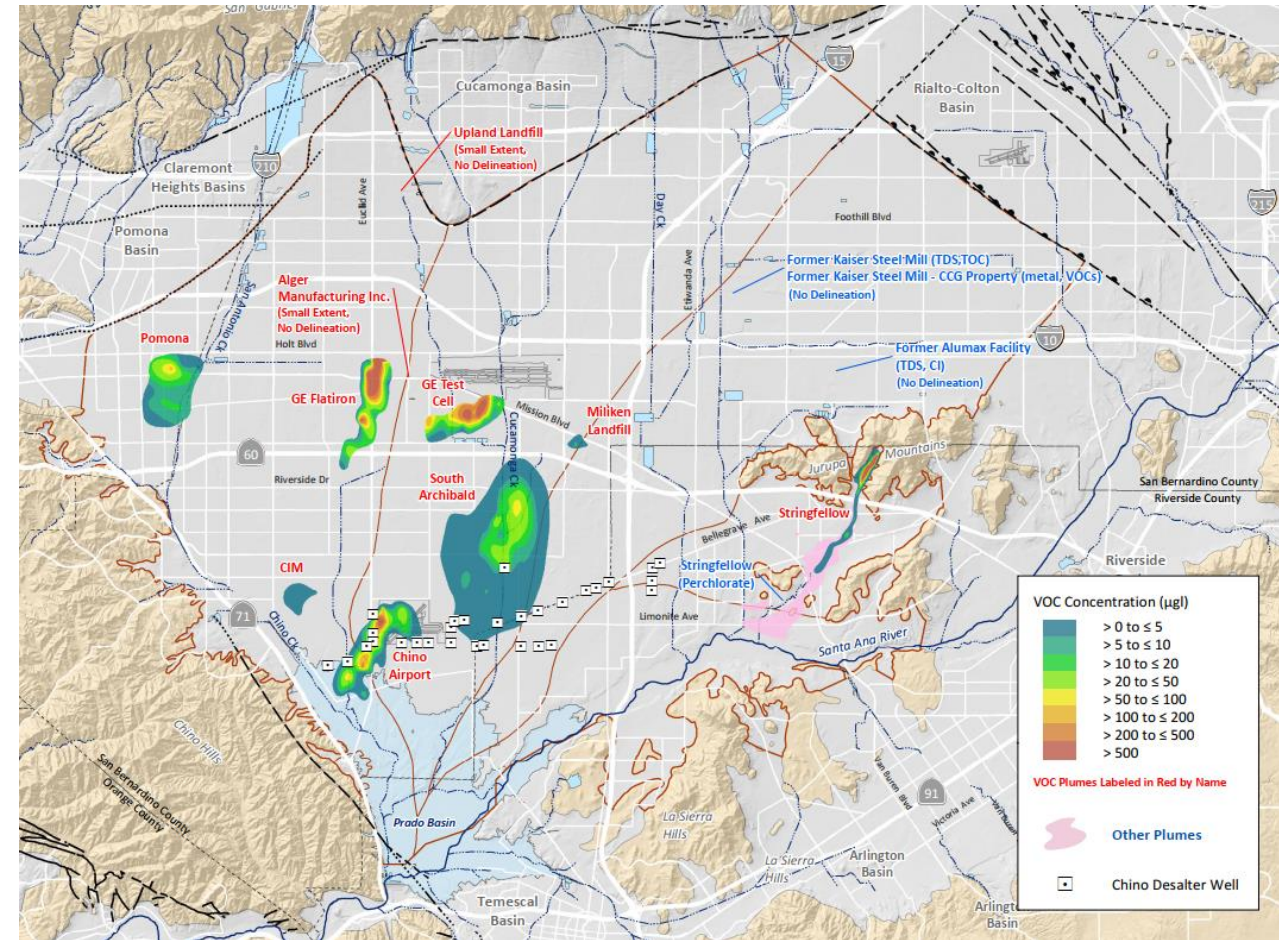 San Gabriel
Cucamonga Basin
15
Rialto-Colton
Basin
Upland Landfill
(Small Extent,
No Delineation)
Claremont
Heights Basins
210
Euclid Ave
Day Ck
215
Pomona
Basin
Foothill Blvd
San Antonio Ck
Etiwanda Ave
Former Kaiser Steel Mill (TDS,TOC)
Former Kaiser Steel Mill - CCG Property (metal, VOCs)
(No Delineation)
Alger
Manufacturing Inc.
(Small Extent,
No Delineation)
Holt Blvd
Pomona
10
Former Alumax Facility
(TDS, Cl)
(No Delineation)
GE Flatiron
GE Test
Cell
Mission Blvd
Cucamonga Ck
Miliken
Landfill
60
Riverside Dr
South
Archibald
Jurupa Mountains
San Bernardino County
Riverside County
Stringfellow
Bellegrave Ave
Riverside
CIM
Stringfellow
(Perchlorate)
71
Chino Ck
Limonite Ave
Santa Ana River
Chino
Airport
Chino Hills
San Bernardino County
Orange County
Prado Basin
La Sierra
Hills
Van Buren Blvd
91
Victoria Ave
Van Buren
La Sierra
Hills
Arlington
Basin
Temescal
Basin
Arlingt
Basin
VOC Concentration (µgl)
> 0 to ≤ 5
> 5 to ≤ 10
> 10 to ≤ 20
> 20 to ≤ 50
> 50 to ≤ 100
> 100 to ≤ 200
> 200 to ≤ 500
> 500
VOC Plumes Labeled in Red by Name
Other Plumes
Chino Desalter Well